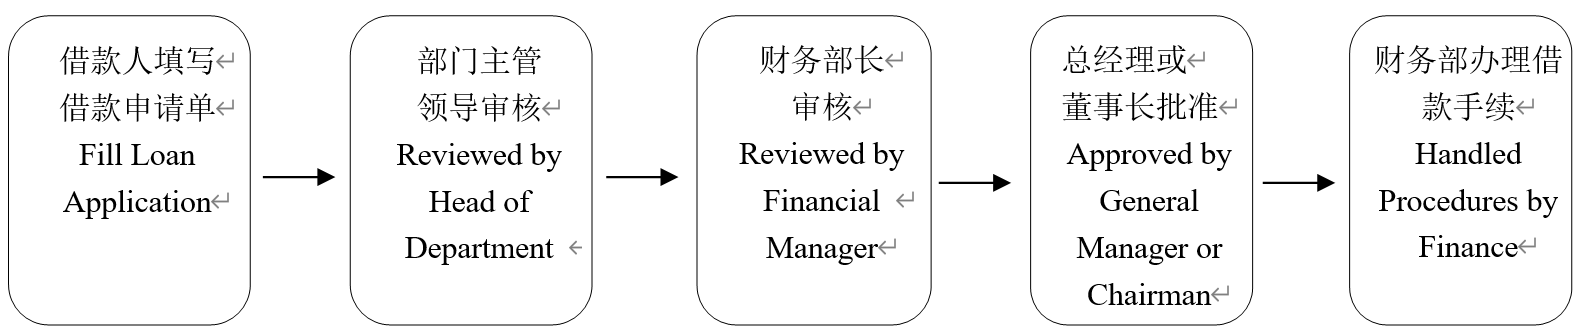 借款人填写
借款申请单
Fill Loan
Application
部门主管
领导审核
Reviewed by
Head of
Department
财务部长
审核
Reviewed by
Financial
Manager
总经理或
董事长批准
Approved by
General
Manager or
Chairman
财务部办理借
款手续
Handled
Procedures by
Finance